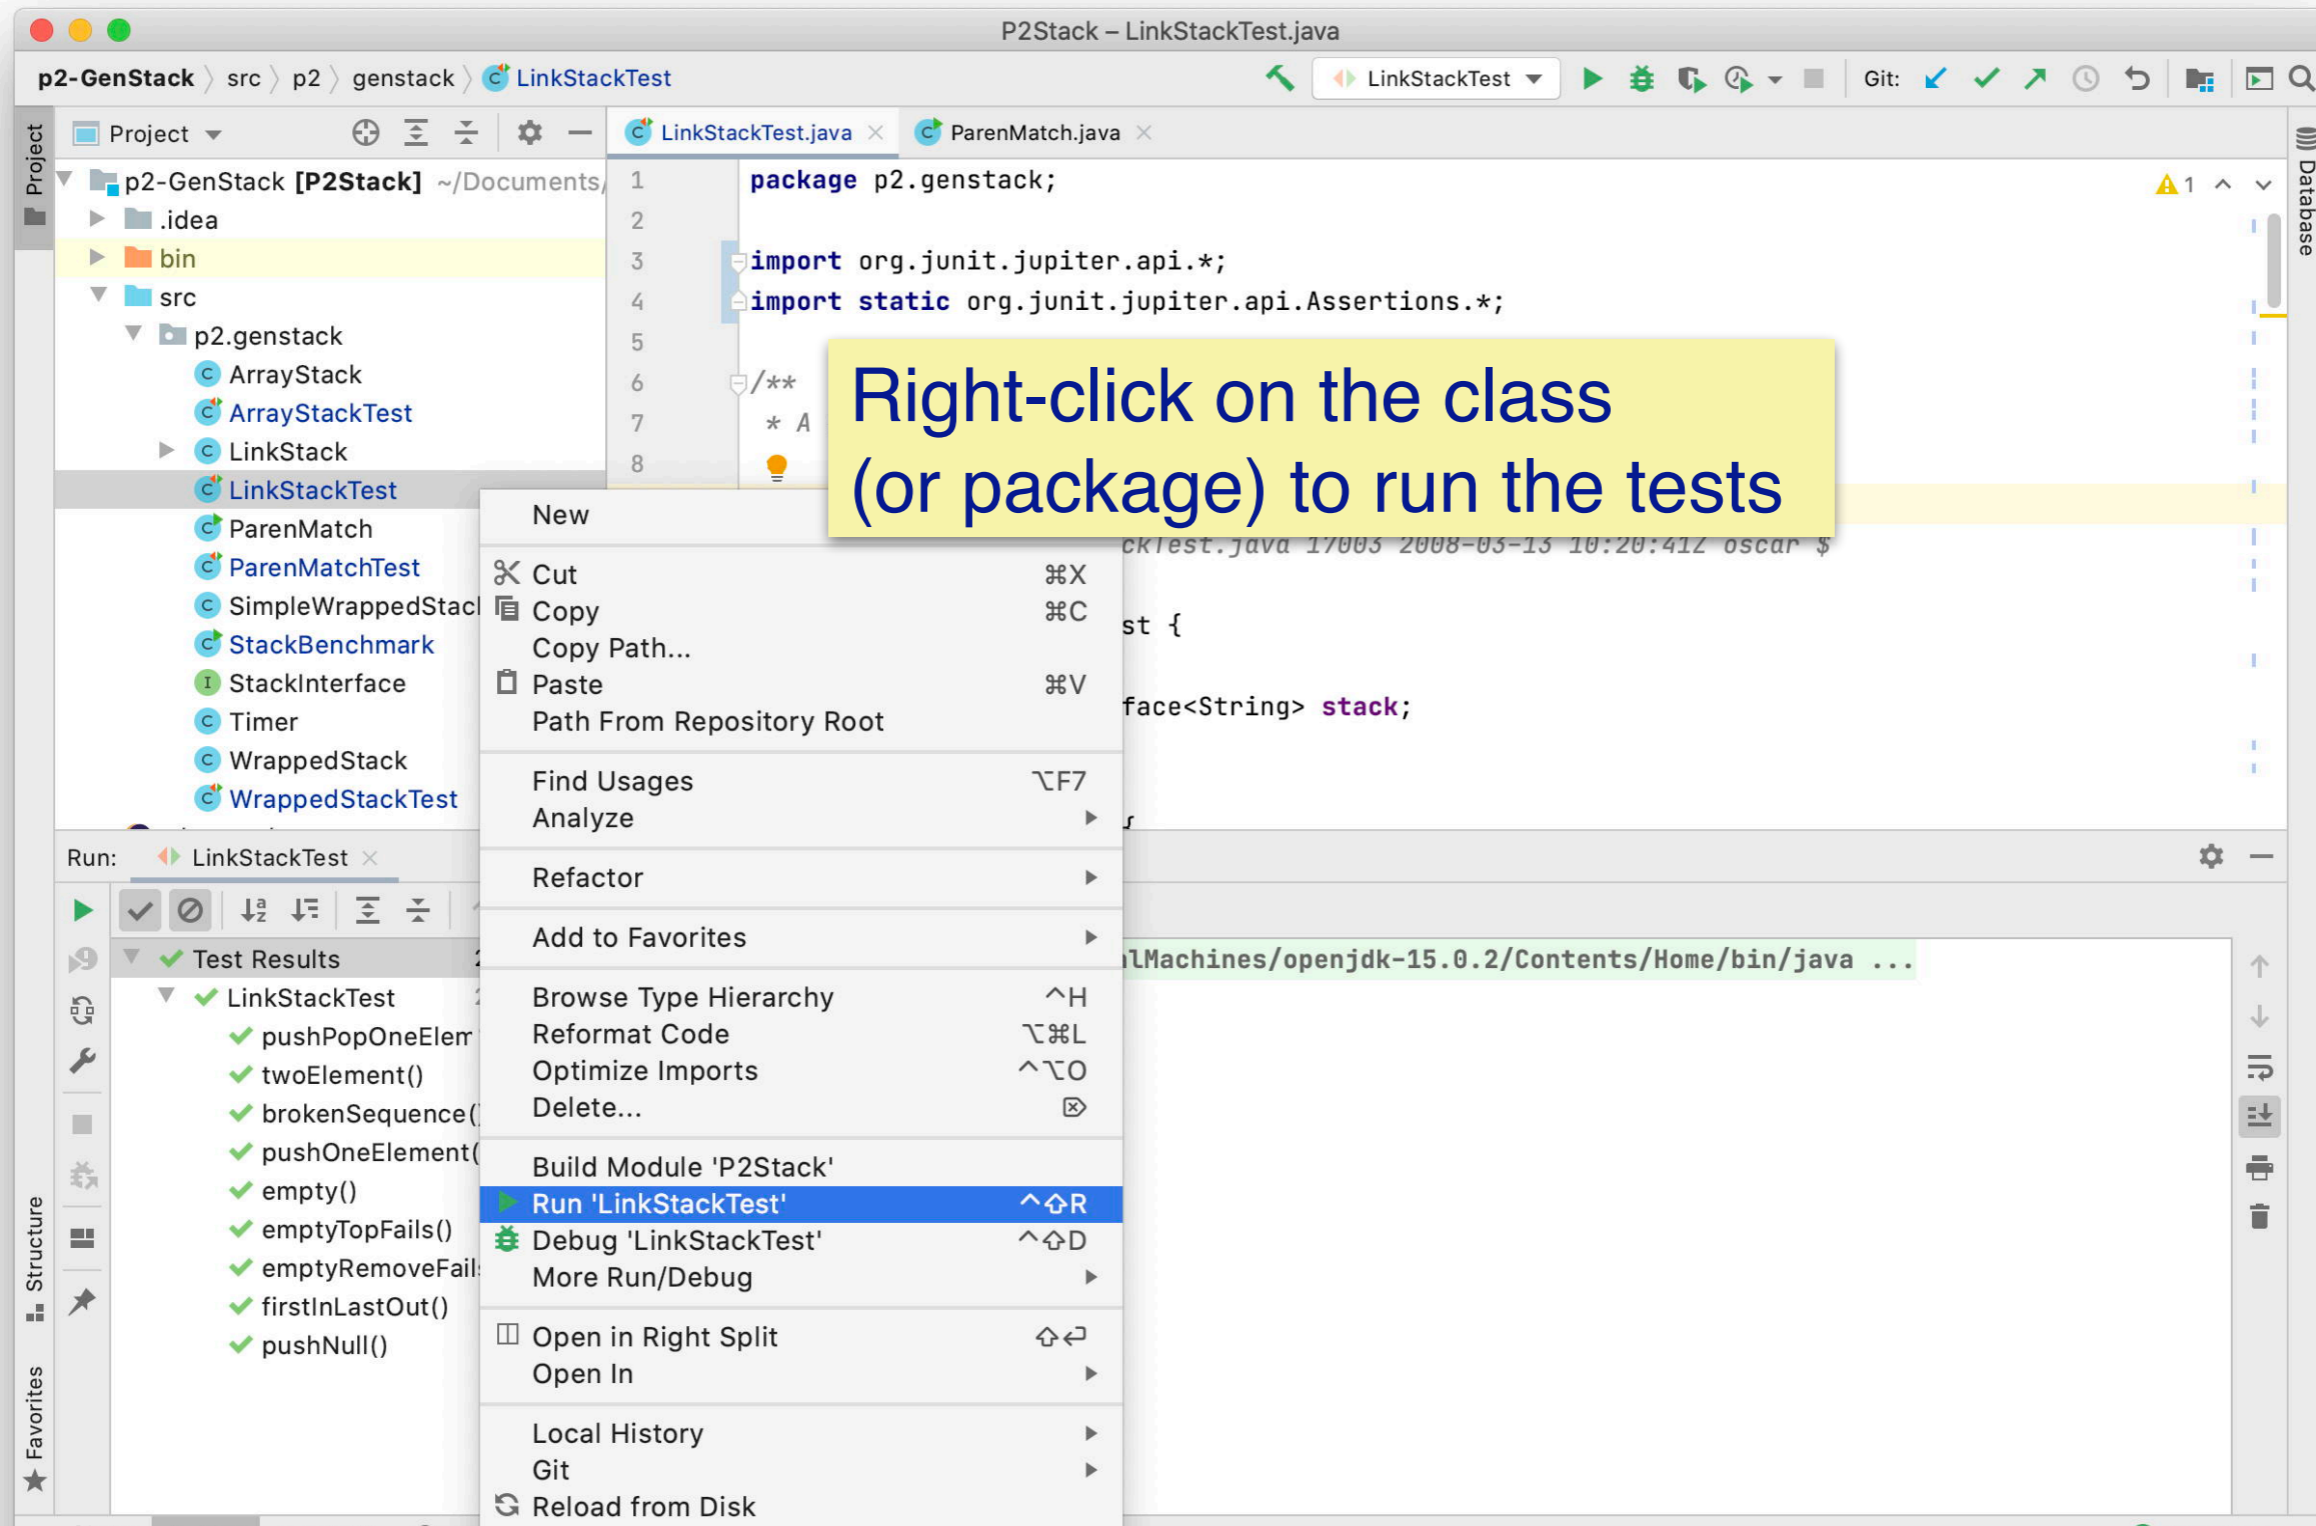 P2Stack – LinkStackTest.java
p2-GenStack 〉 src 〉 p2 〉 genstack 〉 LinkStackTest
LinkStackTest
Git:
Project
Project
LinkStackTest.java
ParenMatch.java
Database
p2-GenStack [P2Stack] ~/Documents/
.idea
bin
src
p2.genstack
ArrayStack
ArrayStackTest
LinkStack
LinkStackTest
ParenMatch
ParenMatchTest
SimpleWrappedStac
StackBenchmark
StackInterface
Timer
WrappedStack
WrappedStackTest
1 package p2.genstack;
2
3 import org.junit.jupiter.api.*;
4 import static org.junit.jupiter.api.Assertions.*;
5
6 /**
7 * A
8
1
Right-click on the class
(or package) to run the tests
ckTest.java 17003 2008-03-13 10:20:41Z oscar $
st {
face<String> stack;
{
New
Cut ⌘X
Copy ⌘C
Copy Path...
Paste ⌘V
Path From Repository Root
Find Usages ⌥F7
Analyze
Refactor
Add to Favorites
Browse Type Hierarchy ^H
Reformat Code ⌥⌘L
Optimize Imports ^⌥O
Delete... ⌦
Build Module 'P2Stack'
Run 'LinkStackTest' ^⇧R
Debug 'LinkStackTest' ^⇧D
More Run/Debug
Open in Right Split ⇧↩
Open In
Local History
Git
Reload from Disk
Run: LinkStackTest
Test Results
LinkStackTest
pushPopOneElem
twoElement()
brokenSequence()
pushOneElement(
empty()
emptyTopFails()
emptyRemoveFails
firstInLastOut()
pushNull()
lMachines/openjdk-15.0.2/Contents/Home/bin/java ...
Structure
Favorites